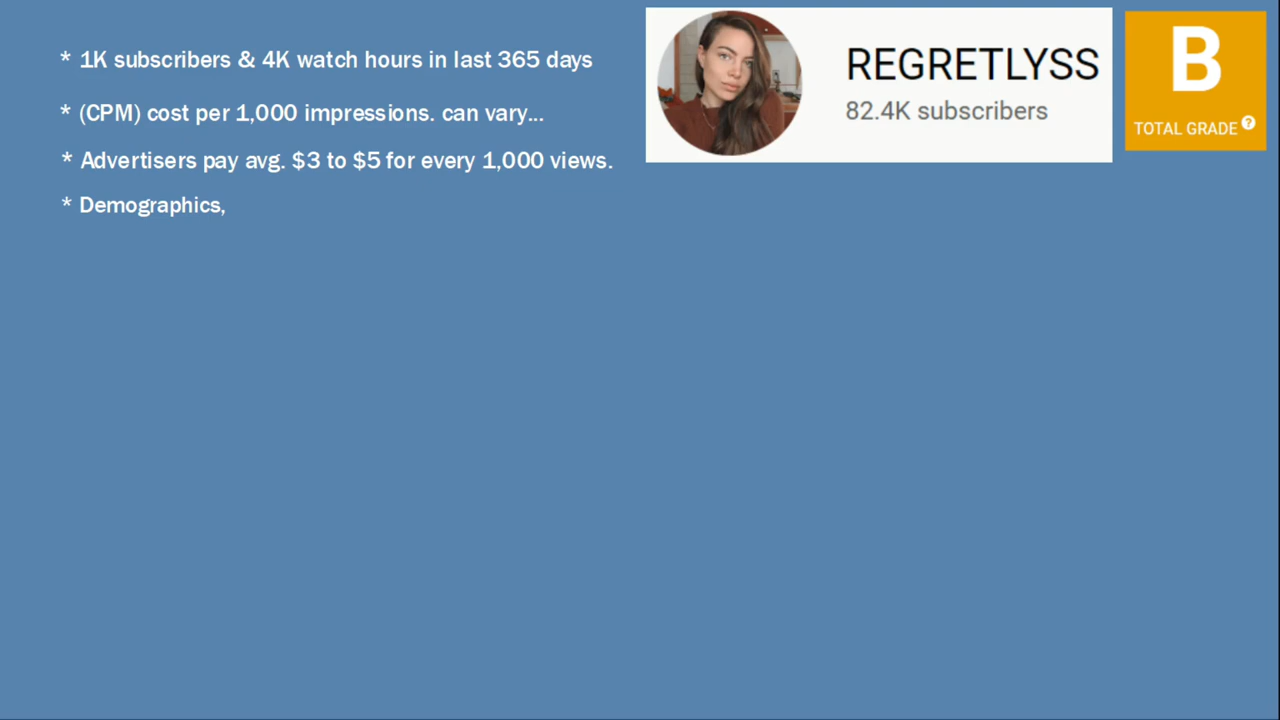 * 1K subscribers & 4K watch hours in last 365 days
* (CPM) cost per 1,000 impressions. can vary...
* Advertisers pay avg. $3 to $5 for every 1,000 views.
* Demographics,
REGRETLYSS
82.4K subscribers
B
TOTAL GRADE ?